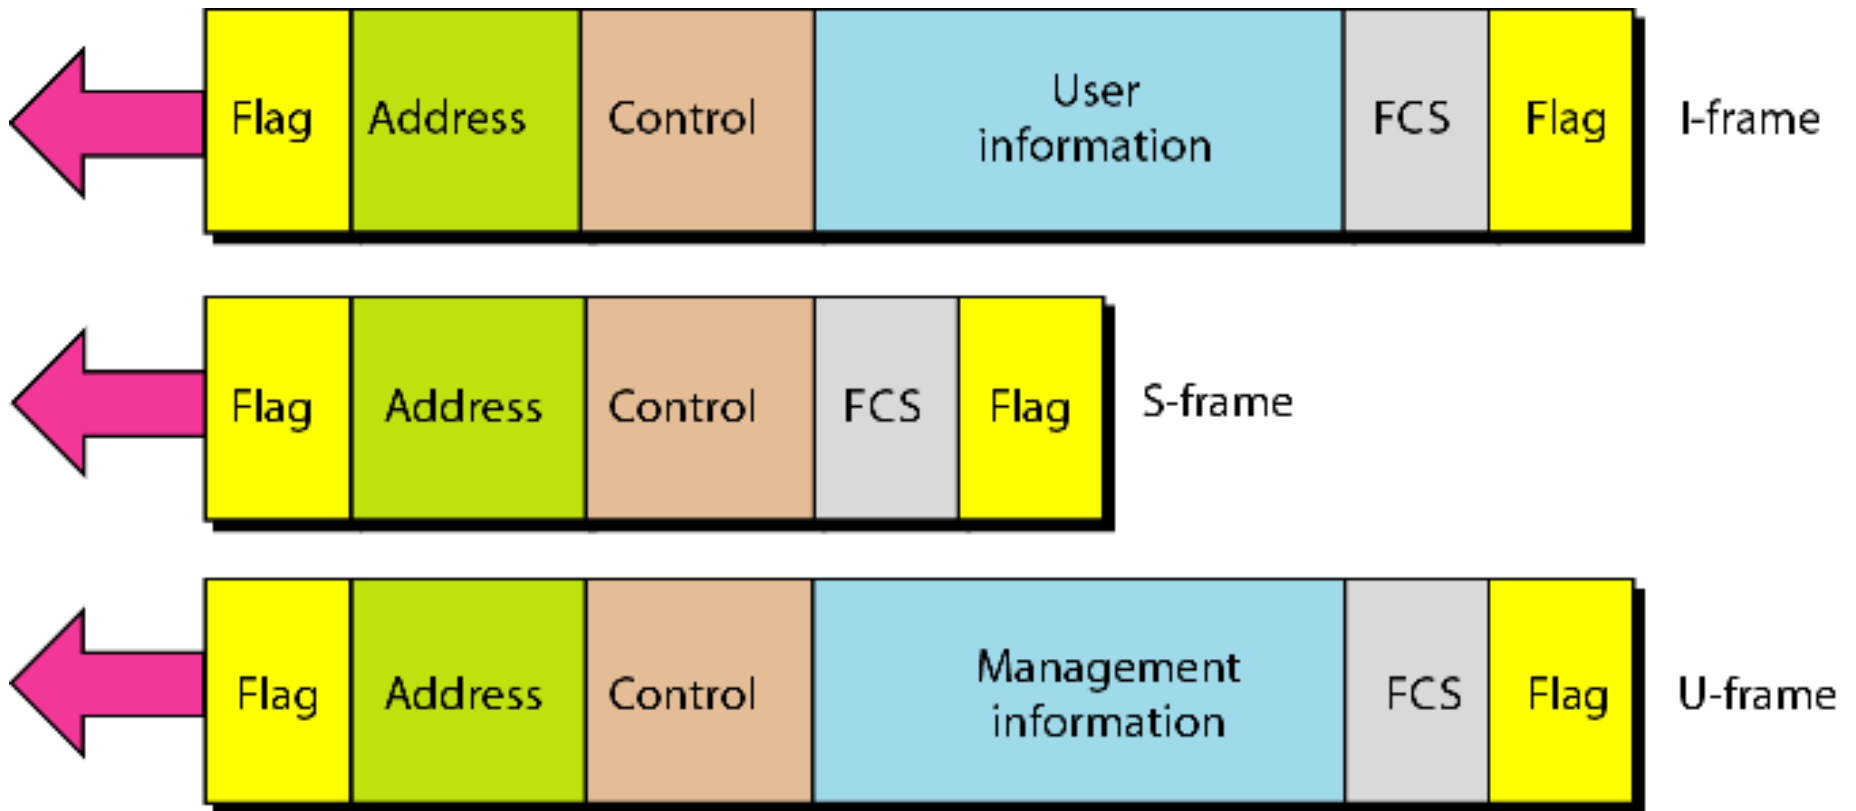 Flag Address Control User information FCS Flag I-frame
Flag Address Control FCS Flag S-frame
Flag Address Control Management information FCS Flag U-frame